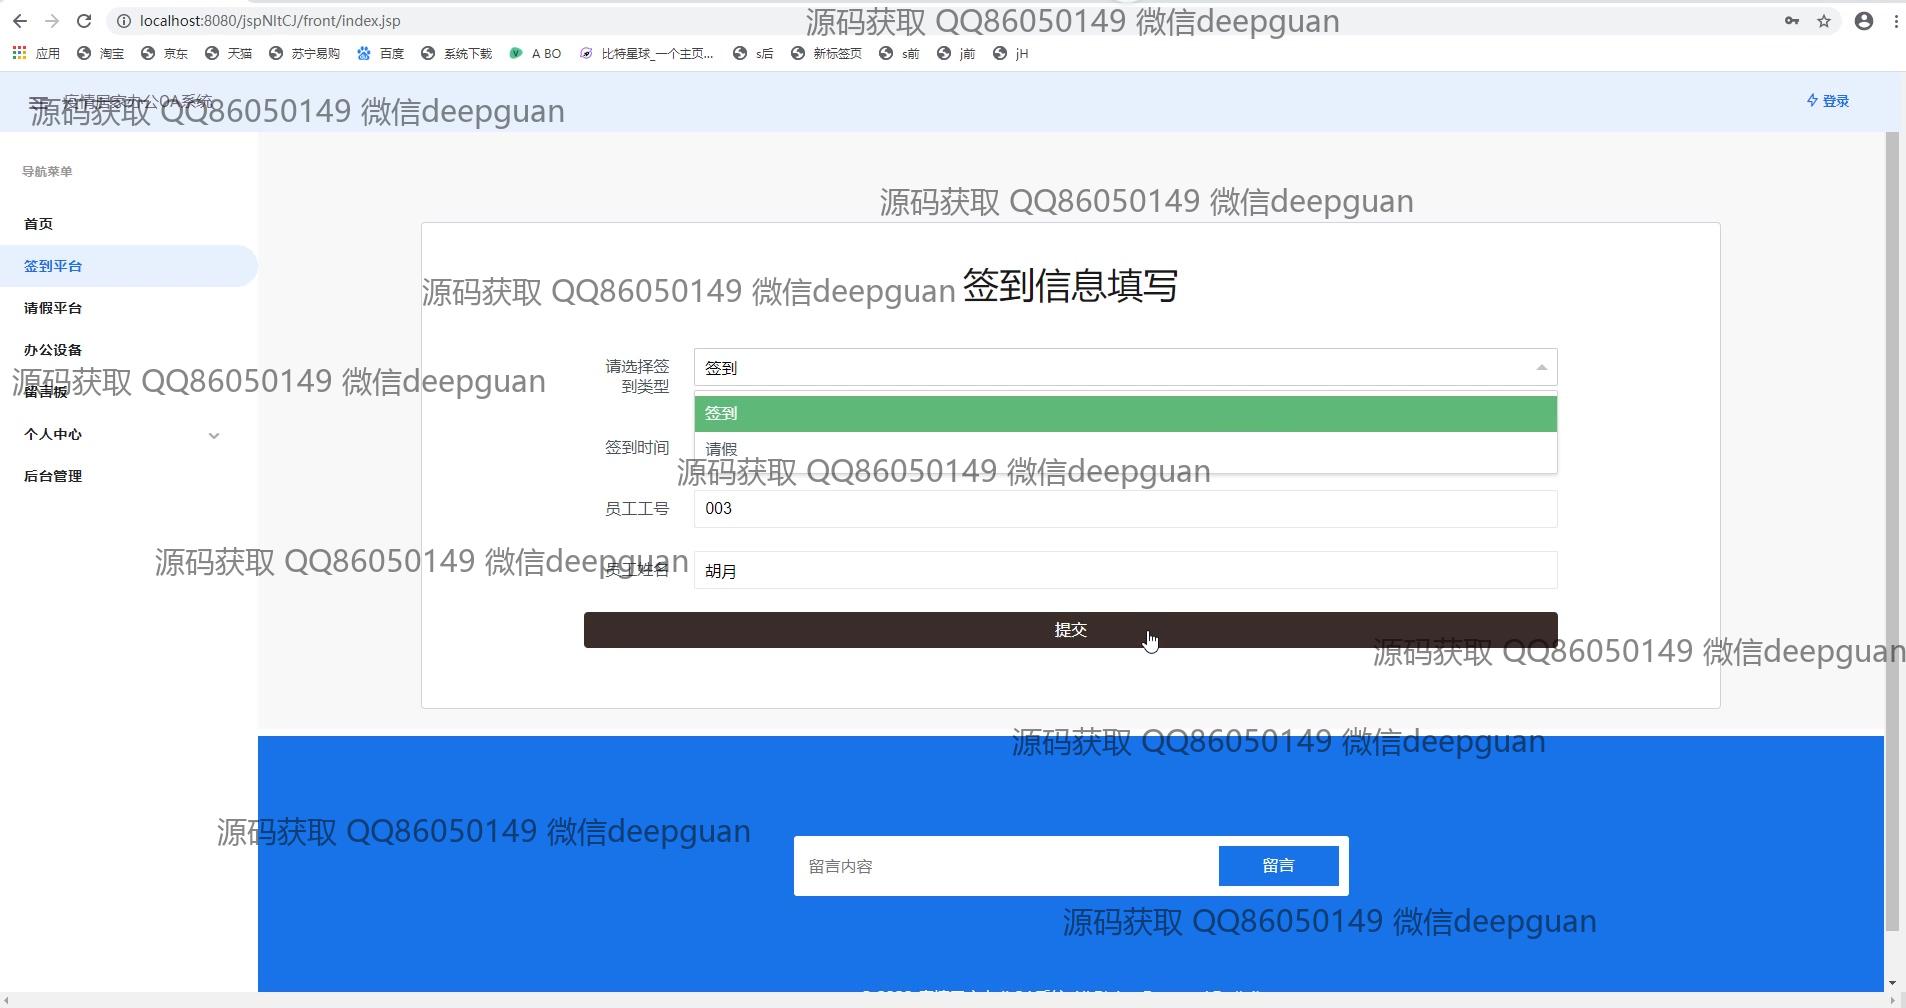 localhost:8080/jspNltCJ/front/index.jsp
源码获取 QQ86050149 微信deepguan
应用 淘宝 京东 天猫 苏宁易购 百度 系统下载 A BO 比特星球_一个主页... s后 新标签页 s前 j前 jH
疫情居家办公OA系统
源码获取 QQ86050149 微信deepguan
登录
导航菜单
源码获取 QQ86050149 微信deepguan
首页
签到平台
请假平台
办公设备
留言板
个人中心
后台管理
源码获取 QQ86050149 微信deepguan
签到信息填写
请选择签到类型
签到
源码获取 QQ86050149 微信deepguan
签到
签到时间
请假
源码获取 QQ86050149 微信deepguan
员工工号
003
源码获取 QQ86050149 微信deepguan
员工姓名
胡月
提交
源码获取 QQ86050149 微信deepguan
源码获取 QQ86050149 微信deepguan
源码获取 QQ86050149 微信deepguan
留言内容
留言
源码获取 QQ86050149 微信deepguan